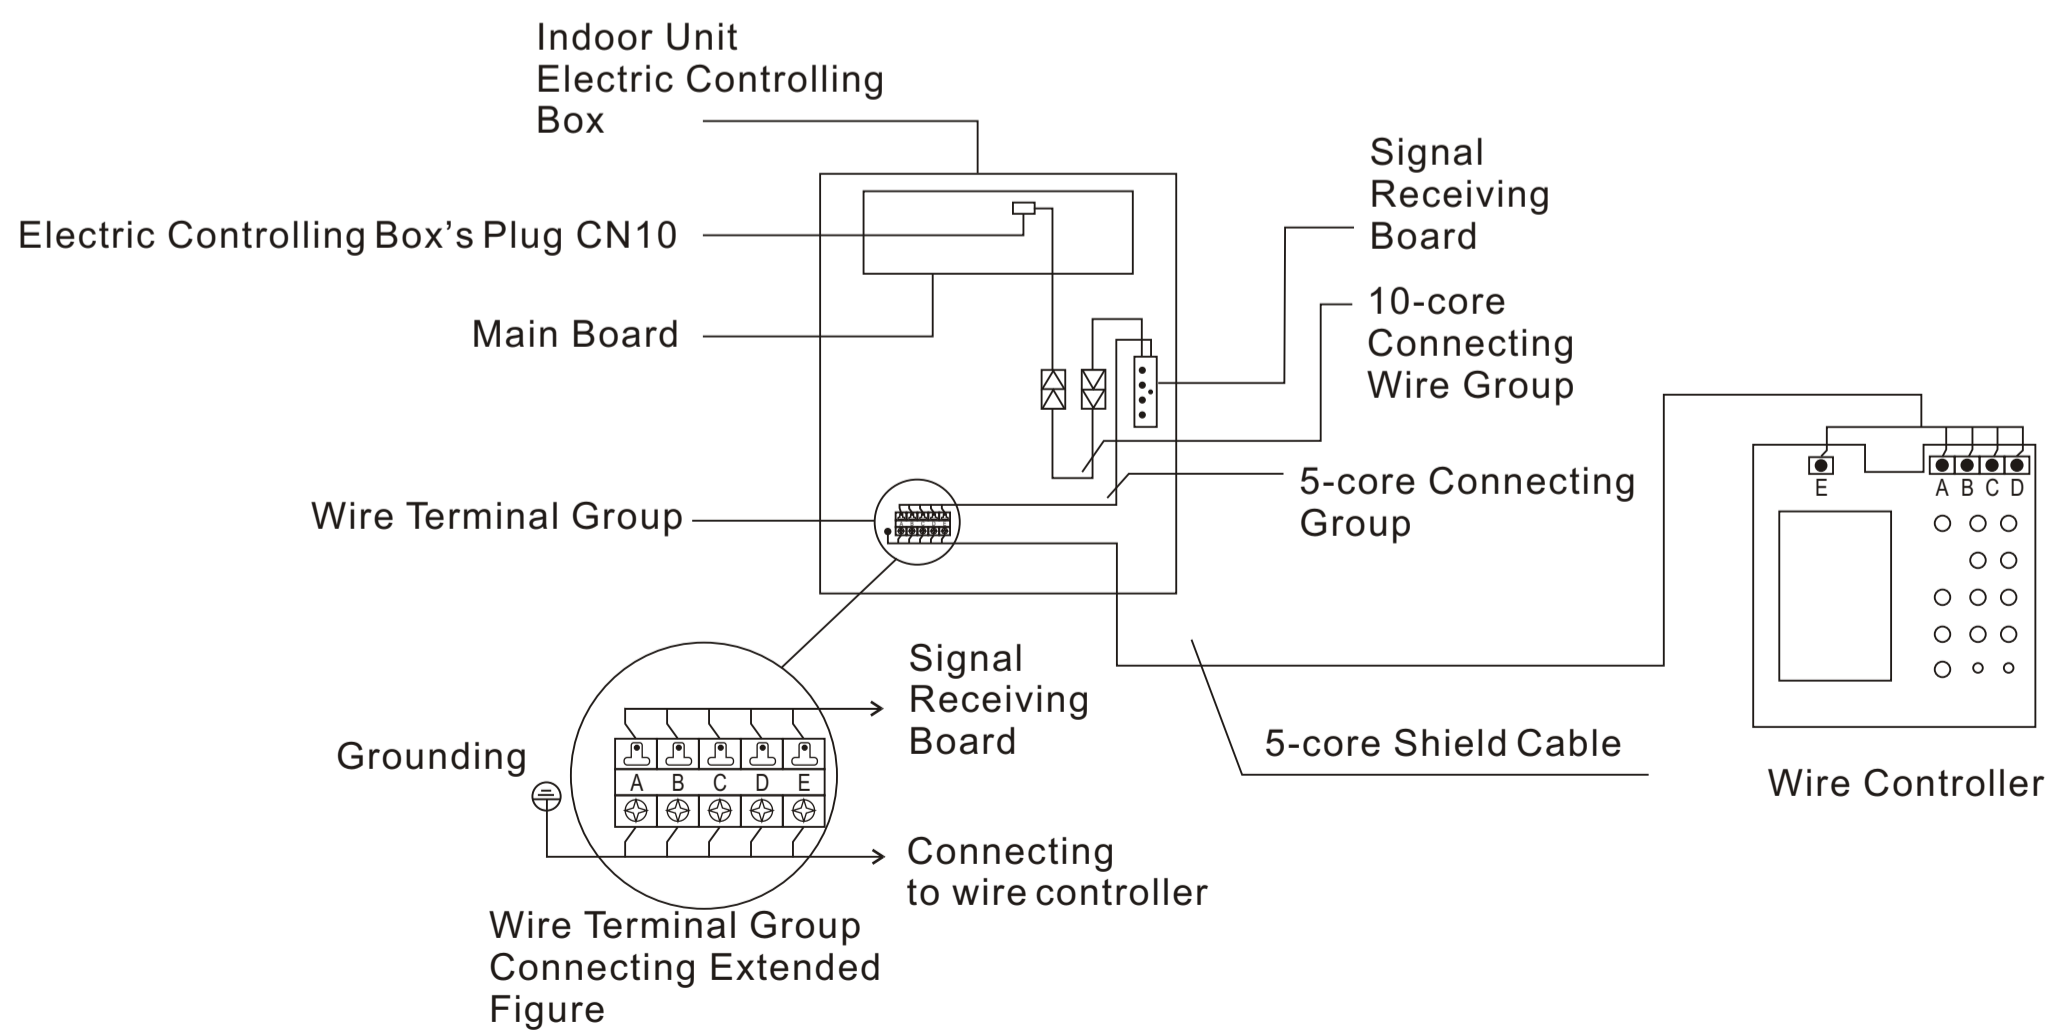 Indoor Unit
Electric Controlling
Box
Electric Controlling Box's Plug CN10
Main Board
Wire Terminal Group
Signal
Receiving
Board
10-core
Connecting
Wire Group
5-core Connecting
Group
E
A B C D
Signal
Receiving
Board
Grounding
A B C D E
5-core Shield Cable
Wire Controller
Connecting
to wire controller
Wire Terminal Group
Connecting Extended
Figure